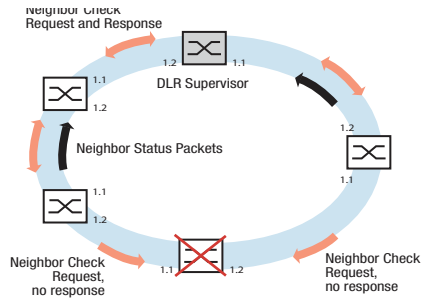 Neighbor Check
Request and Response
1.2
1.1
DLR Supervisor
1.1
1.2
1.2
1.1
Neighbor Status Packets
1.1
1.2
1.1
1.2
Neighbor Check
Request,
no response
Neighbor Check
Request,
no response